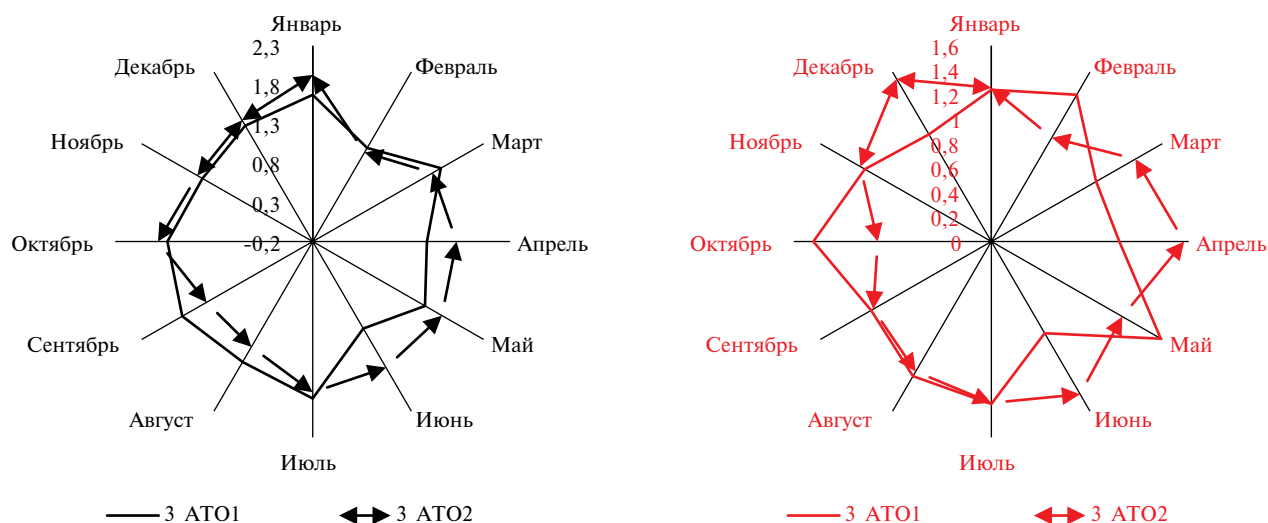 Январь
2,3
Декабрь
Февраль
1,8
1,3
Ноябрь
Март
0,8
0,3
Октябрь
-0,2
Апрель
Сентябрь
Май
Август
Июнь
Июль
3 АТО1
3 АТО2
Январь
1,6
1,4
Декабрь
Февраль
1,2
1
Ноябрь
Март
0,8
0,6
0,4
0,2
Октябрь
0
Апрель
Сентябрь
Май
Август
Июнь
Июль
3 АТО1
3 АТО2